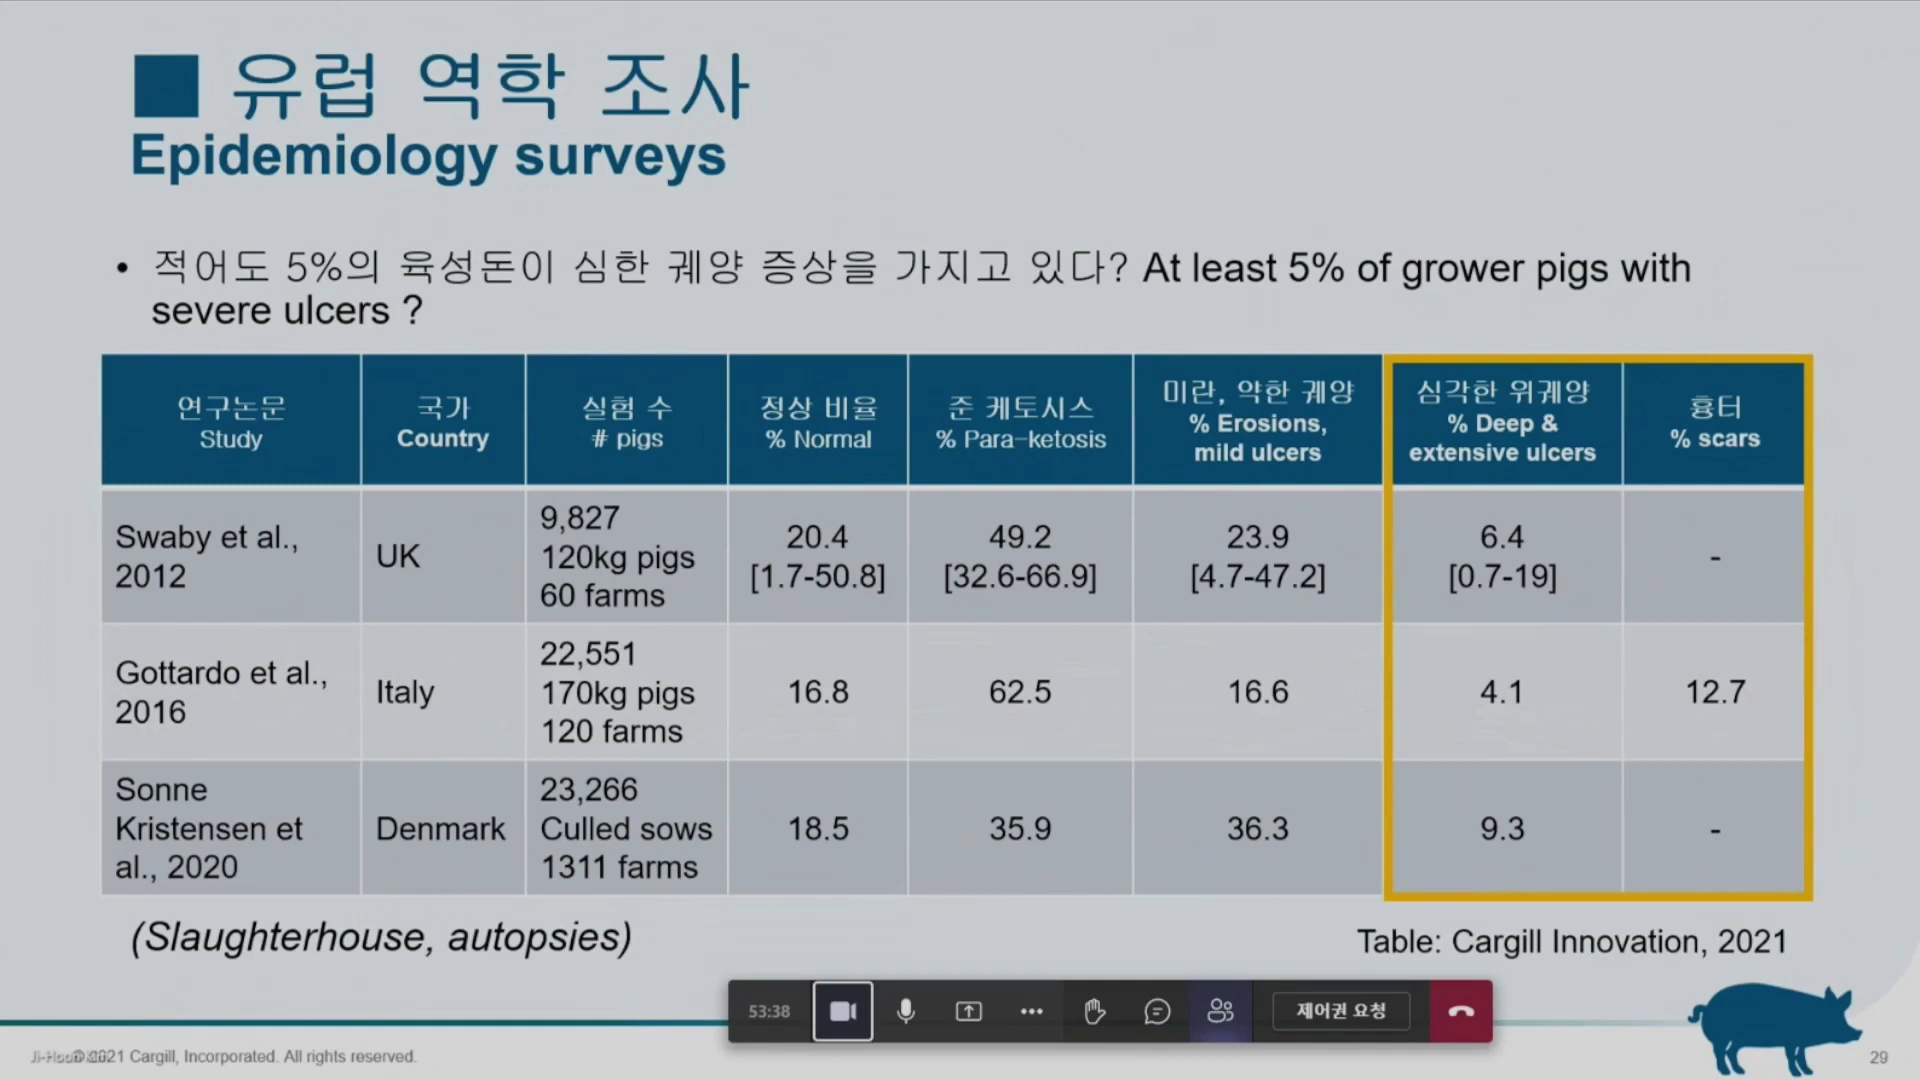 유럽 역학 조사
Epidemiology surveys
• 적어도 5%의 육성돈이 심한 궤양 증상을 가지고 있다? At least 5% of grower pigs with
severe ulcers ?
연구논문
Study
국가
Country
실험 수
# pigs
정상 비율
% Normal
준 케토시스
% Para-ketosis
미란, 약한 궤양
% Erosions,
mild ulcers
심각한 위궤양
% Deep &
extensive ulcers
흉터
% scars
Swaby et al.,
2012
UK
9,827
120kg pigs
60 farms
20.4
[1.7-50.8]
49.2
[32.6-66.9]
23.9
[4.7-47.2]
6.4
[0.7-19]
-
Gottardo et al.,
2016
Italy
22,551
170kg pigs
120 farms
16.8
62.5
16.6
4.1
12.7
Sonne
Kristensen et
al., 2020
Denmark
23,266
Culled sows
1311 farms
18.5
35.9
36.3
9.3
-
(Slaughterhouse, autopsies)
Table: Cargill Innovation, 2021
53:38
제어권 요청
2021 Cargill, Incorporated. All rights reserved.
29